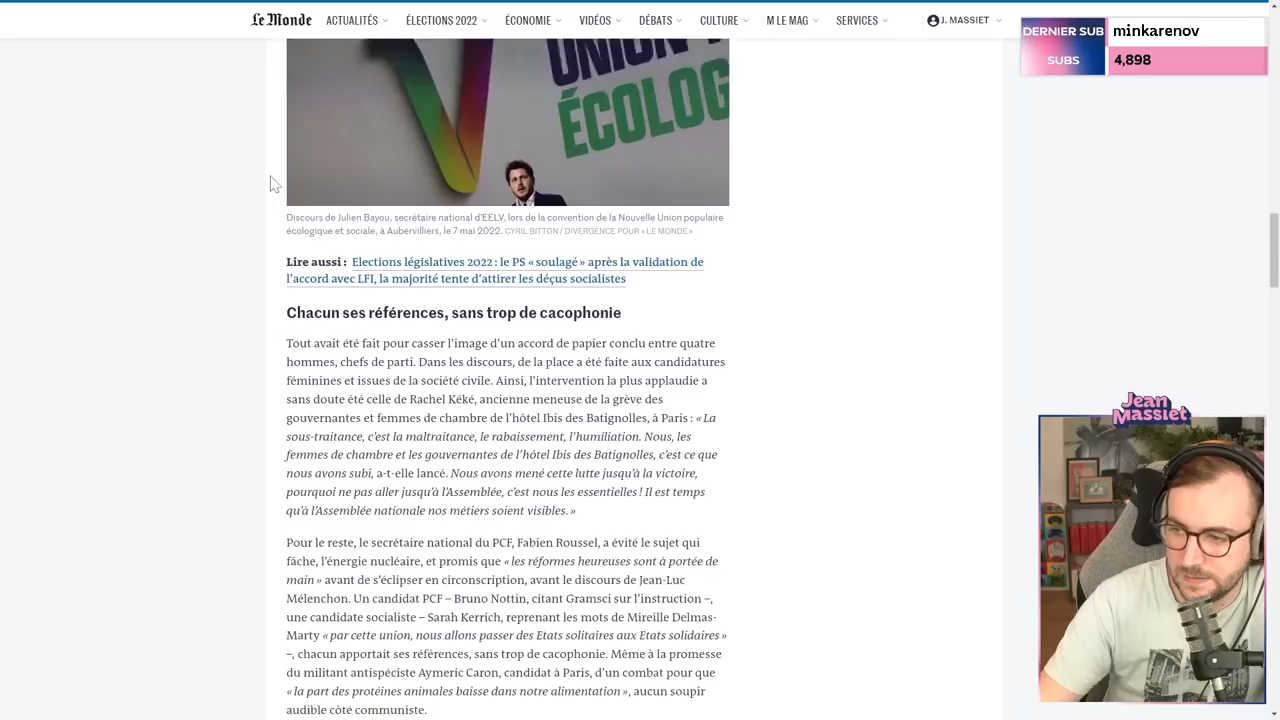 Le Monde
ACTUALITÉS
ÉLECTIONS 2022
ÉCONOMIE
VIDÉOS
DÉBATS
CULTURE
M LE MAG
SERVICES
J. MASSIET
DERNIER SUB
minkarenov
SUBS
4,898
ÉCOLOG
Discours de Julien Bayou, secrétaire national d'EELV, lors de la convention de la Nouvelle Union populaire
écologique et sociale, à Aubervilliers, le 7 mai 2022. CYRIL BITTON / DIVERGENCE POUR « LE MONDE »
Lire aussi : Elections législatives 2022 : le PS « soulagé » après la validation de
l'accord avec LFI, la majorité tente d'attirer les déçus socialistes
Chacun ses références, sans trop de cacophonie
Tout avait été fait pour casser l'image d'un accord de papier conclu entre quatre
hommes, chefs de parti. Dans les discours, de la place a été faite aux candidatures
féminines et issues de la société civile. Ainsi, l'intervention la plus applaudie a
sans doute été celle de Rachel Kéké, ancienne meneuse de la grève des
gouvernantes et femmes de chambre de l'hôtel Ibis des Batignolles, à Paris : « La
sous-traitance, c'est la maltraitance, le rabaissement, l'humiliation. Nous, les
femmes de chambre et les gouvernantes de l'hôtel Ibis des Batignolles, c'est ce que
nous avons subi, a-t-elle lancé. Nous avons mené cette lutte jusqu'à la victoire,
pourquoi ne pas aller jusqu'à l'Assemblée, c'est nous les essentielles ! Il est temps
qu'à l'Assemblée nationale nos métiers soient visibles. »
Pour le reste, le secrétaire national du PCF, Fabien Roussel, a évité le sujet qui
fâche, l'énergie nucléaire, et promis que « les réformes heureuses sont à portée de
main » avant de s'éclipser en circonscription, avant le discours de Jean-Luc
Mélenchon. Un candidat PCF – Bruno Nottin, citant Gramsci sur l'instruction –,
une candidate socialiste – Sarah Kerrich, reprenant les mots de Mireille Delmas-
Marty « par cette union, nous allons passer des Etats solitaires aux Etats solidaires »
–, chacun apportait ses références, sans trop de cacophonie. Même à la promesse
du militant antispéciste Aymeric Caron, candidat à Paris, d'un combat pour que
« la part des protéines animales baisse dans notre alimentation », aucun soupir
audible côté communiste.
Jean
Massiet